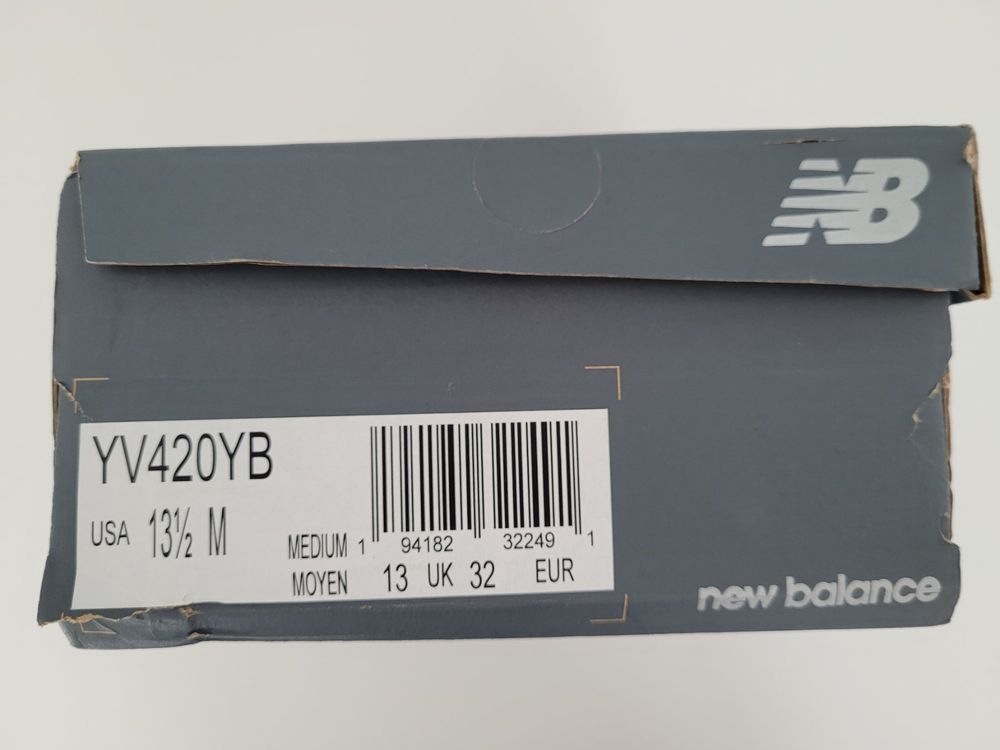 NB
YV420YB
USA 13½ M
MEDIUM 1 94182 32249 1
MOYEN 13 UK 32 EUR
new balance